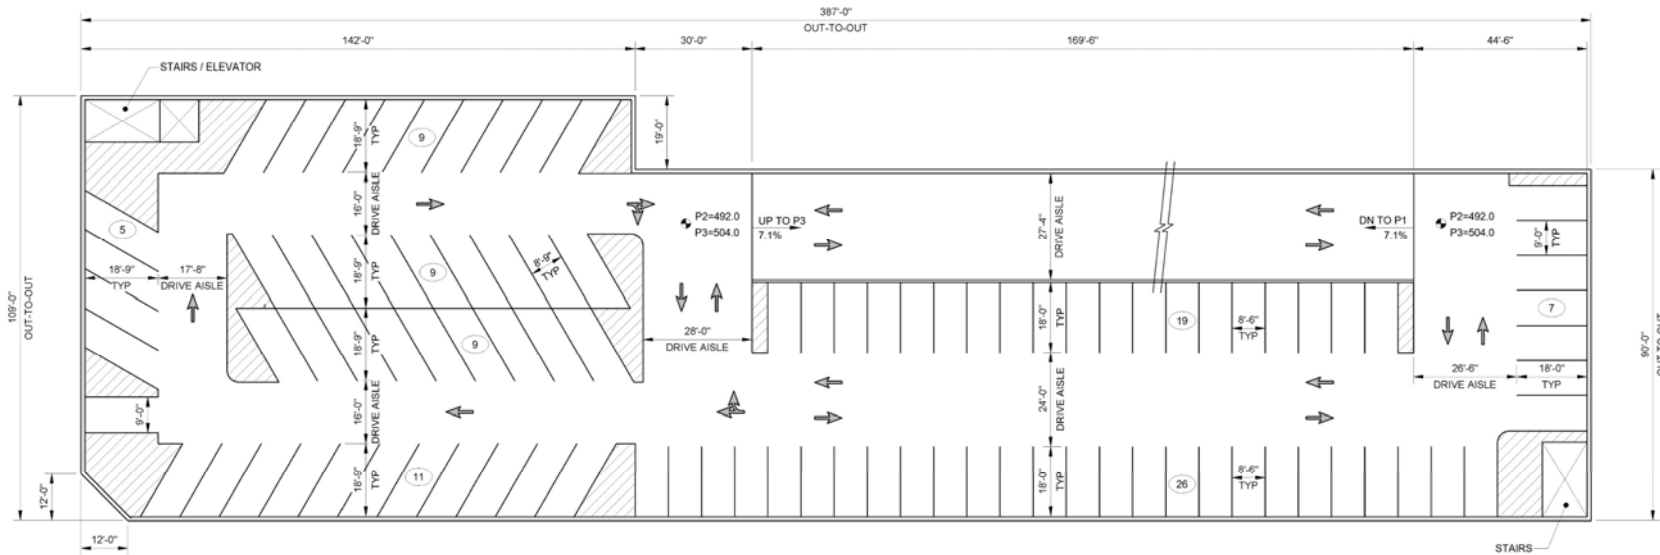 387'-0"
OUT-TO-OUT
142'-0"
30'-0"
169'-6"
44'-6"
STAIRS / ELEVATOR
18'-9"
TYP
9
19'-0"
109'-0"
OUT-TO-OUT
5
16'-0"
DRIVE AISLE
P2=492.0
P3=504.0
UP TO P3
7.1%
27'-4"
DRIVE AISLE
DN TO P1
7.1%
P2=492.0
P3=504.0
9'-0"
TYP
18'-9"
TYP
17'-8"
DRIVE AISLE
18'-9"
TYP
9
8'-9"
TYP
18'-9"
TYP
9
28'-0"
DRIVE AISLE
18'-0"
TYP
19
8'-6"
TYP
7
90'-0"
OUT-TO-OUT
26'-6"
DRIVE AISLE
18'-0"
TYP
9'-0"
16'-0"
DRIVE AISLE
24'-0"
DRIVE AISLE
18'-9"
TYP
11
18'-0"
TYP
26
8'-6"
TYP
12'-0"
12'-0"
STAIRS